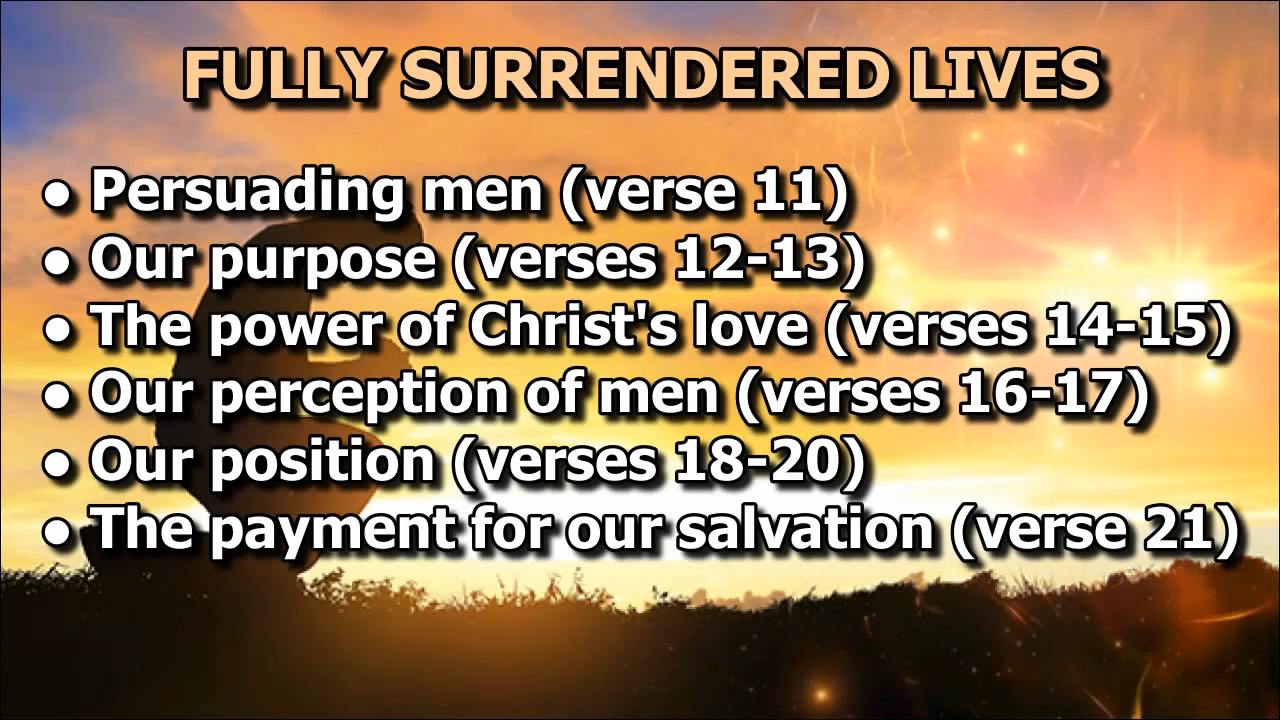 FULLY SURRENDERED LIVES
● Persuading men (verse 11)
● Our purpose (verses 12-13)
● The power of Christ's love (verses 14-15)
● Our perception of men (verses 16-17)
● Our position (verses 18-20)
● The payment for our salvation (verse 21)